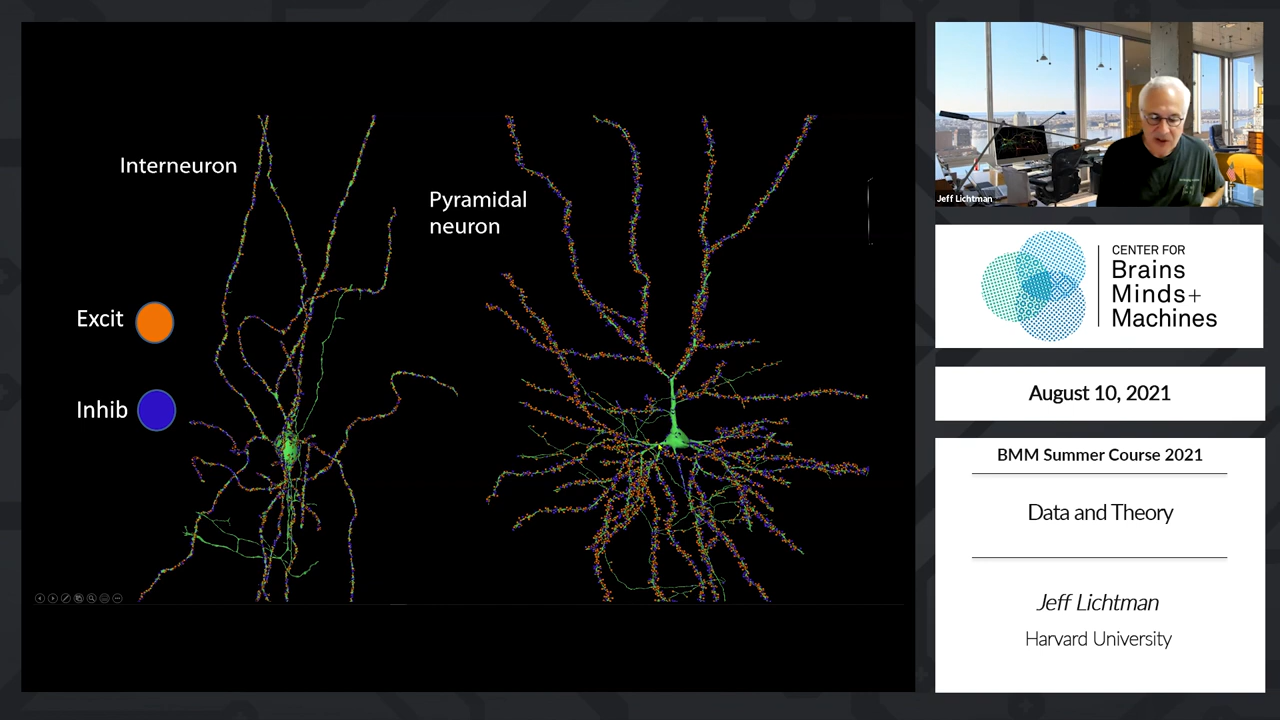 Interneuron
Pyramidal
neuron
Excit
Inhib
Jeff Lichtman
CENTER FOR
Brains
Minds+
Machines
August 10, 2021
BMM Summer Course 2021
Data and Theory
Jeff Lichtman
Harvard University